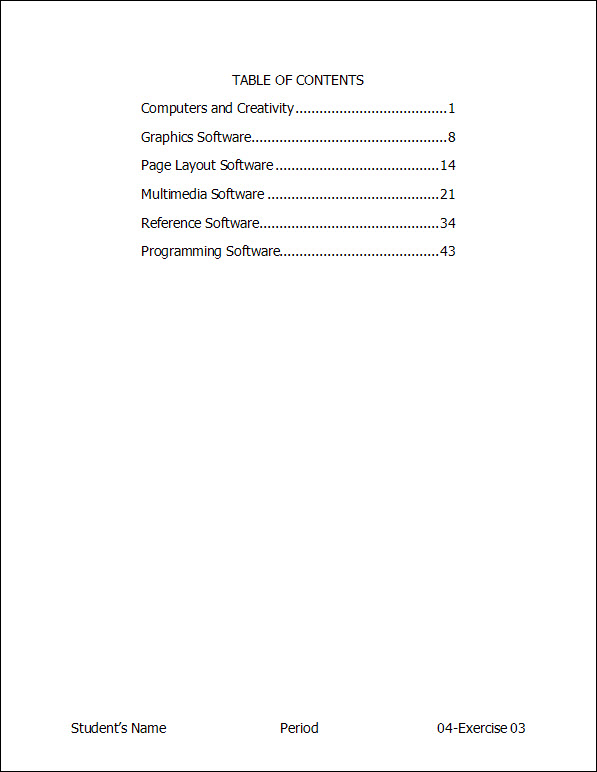 TABLE OF CONTENTS
Computers and Creativity......................................1
Graphics Software.................................................8
Page Layout Software.........................................14
Multimedia Software ...........................................21
Reference Software.............................................34
Programming Software........................................43
Student’s Name Period 04-Exercise 03